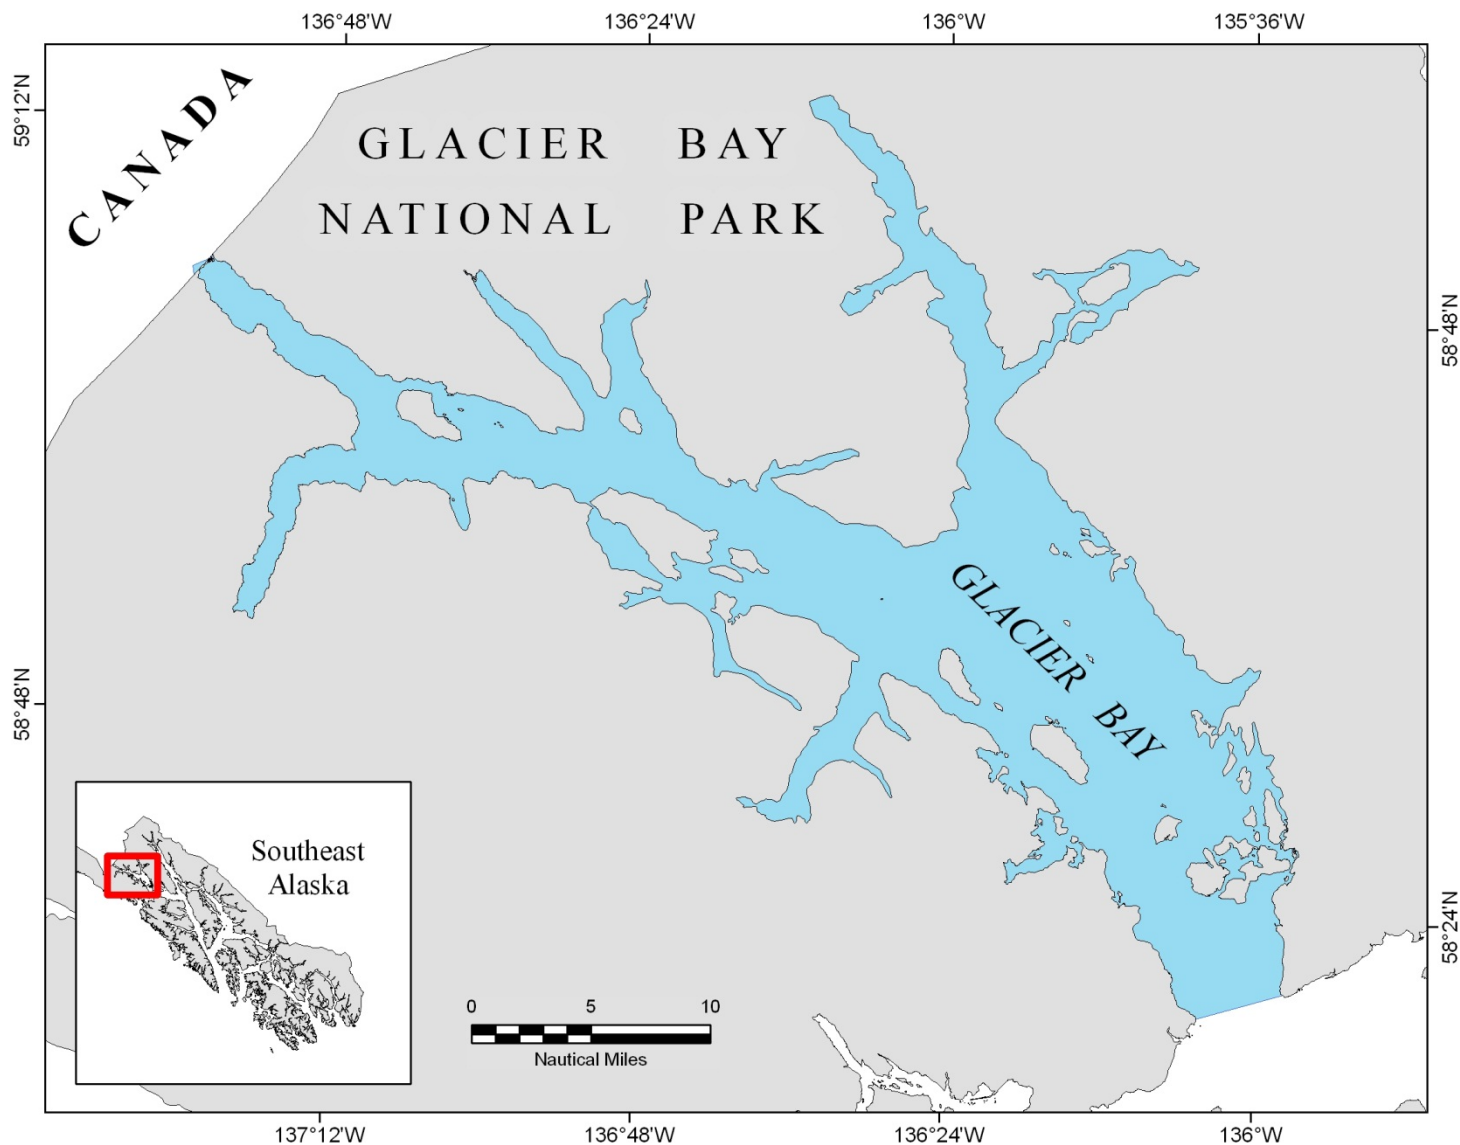 136°48'W 136°24'W 136°W 135°36'W
59°12'N
CANADA
GLACIER BAY
NATIONAL PARK
58°48'N
GLACIER BAY
58°48'N
Southeast
Alaska
58°24'N
0 5 10
Nautical Miles
137°12'W 136°48'W 136°24'W 136°W